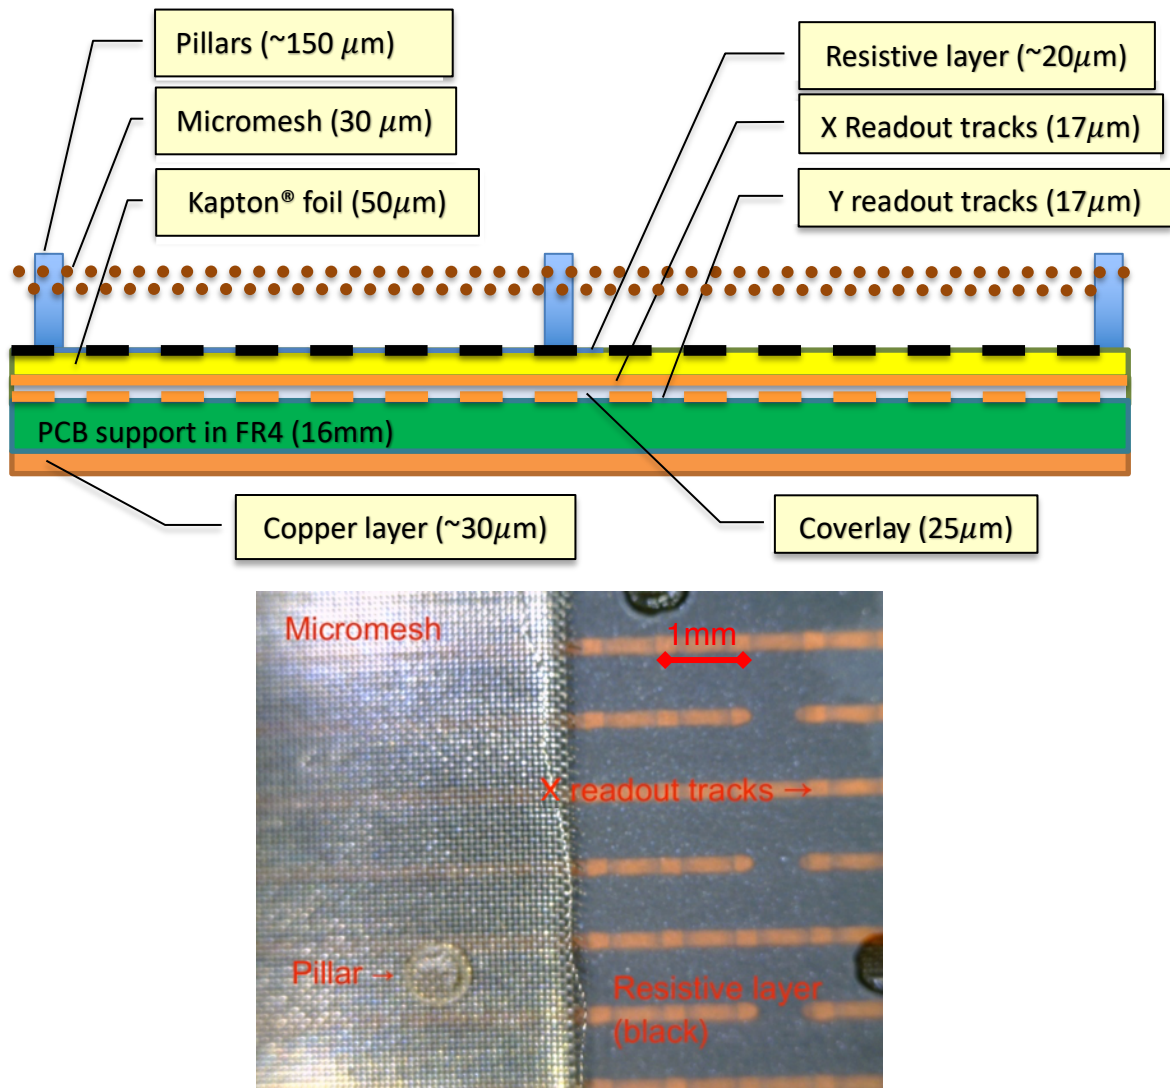 Pillars (~150 𝜇m)
Micromesh (30 𝜇m)
Kapton® foil (50𝜇m)
Resistive layer (~20𝜇m)
X Readout tracks (17𝜇m)
Y readout tracks (17𝜇m)
PCB support in FR4 (16mm)
Copper layer (~30𝜇m)
Coverlay (25𝜇m)
Micromesh
1mm
X readout tracks →
Pillar →
Resistive layer
(black)